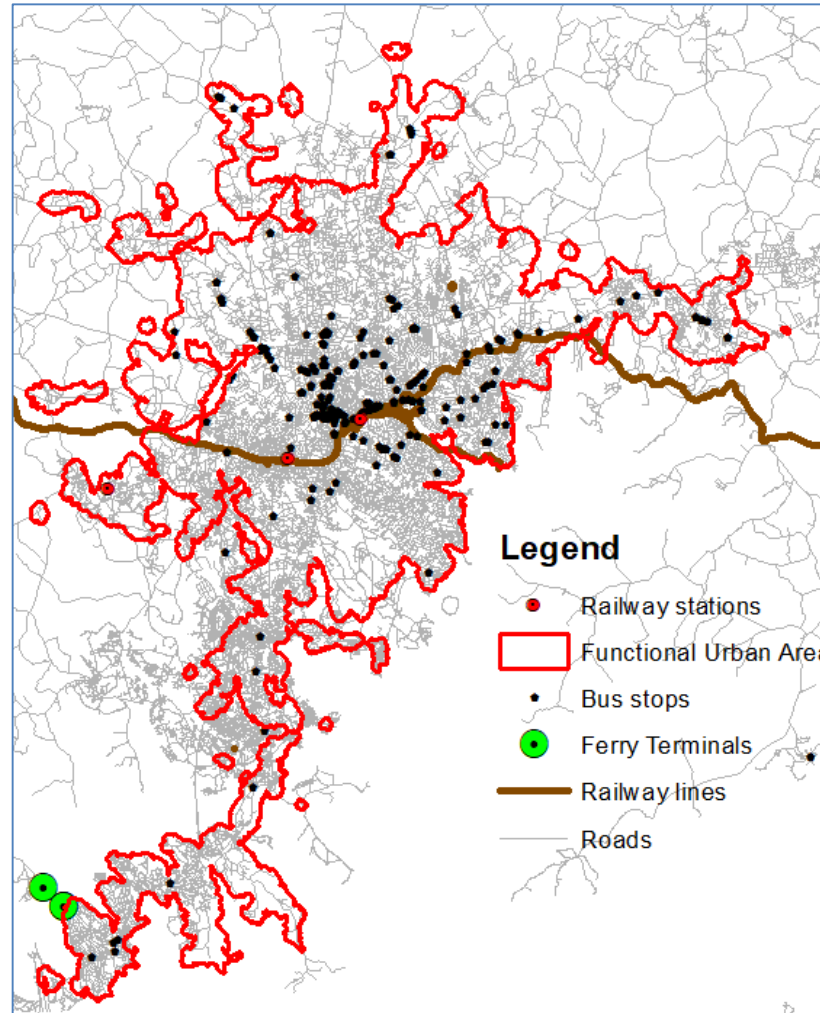 Legend
Railway stations
Functional Urban Area
Bus stops
Ferry Terminals
Railway lines
Roads